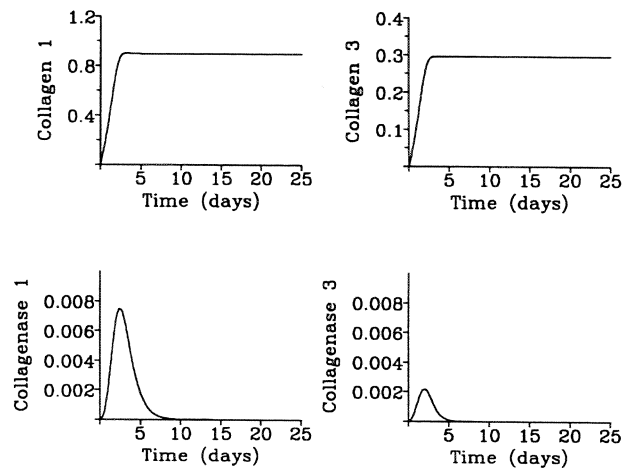 Collagen 1
1.2
0.8
0.4
5 10 15 20 25
Time (days)
Collagen 3
0.4
0.3
0.2
0.1
5 10 15 20 25
Time (days)
Collagenase 1
0.008
0.006
0.004
0.002
5 10 15 20 25
Time (days)
Collagenase 3
0.008
0.006
0.004
0.002
5 10 15 20 25
Time (days)